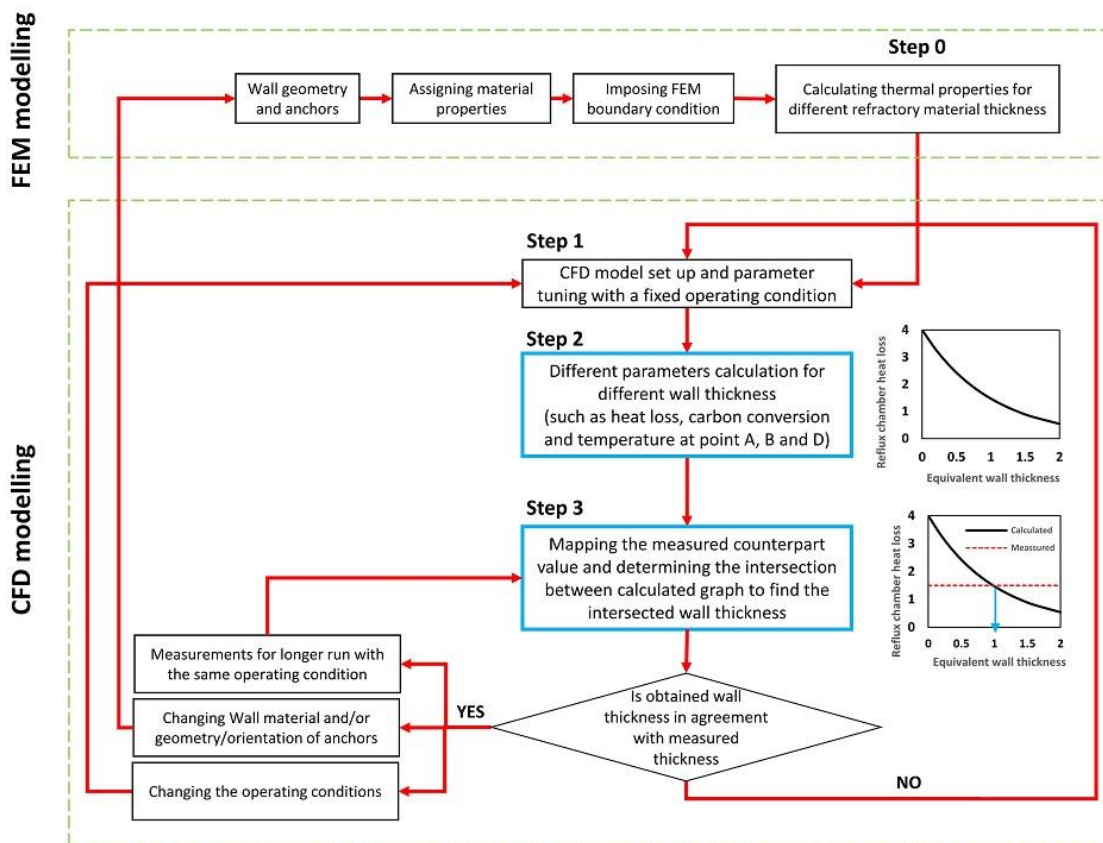 FEM modelling
Step 0
Wall geometry
and anchors
Assigning material
properties
Imposing FEM
boundary condition
Calculating thermal properties for
different refractory material thickness
CFD modelling
Step 1
CFD model set up and parameter
tuning with a fixed operating condition
Step 2
Different parameters calculation for
different wall thickness
(such as heat loss, carbon conversion
and temperature at point A, B and D)
Reflux chamber heat loss
4
3
2
1
0
0 0.5 1 1.5 2
Equivalent wall thickness
Step 3
Mapping the measured counterpart
value and determining the intersection
between calculated graph to find the
intersected wall thickness
Reflux chamber heat loss
4
3
2
1
0
Calculated
Meassured
0 0.5 1 1.5 2
Equivalent wall thickness
Measurements for longer run with
the same operating condition
Changing Wall material and/or
geometry/orientation of anchors
Changing the operating conditions
YES
Is obtained wall
thickness in agreement
with measured
thickness
NO